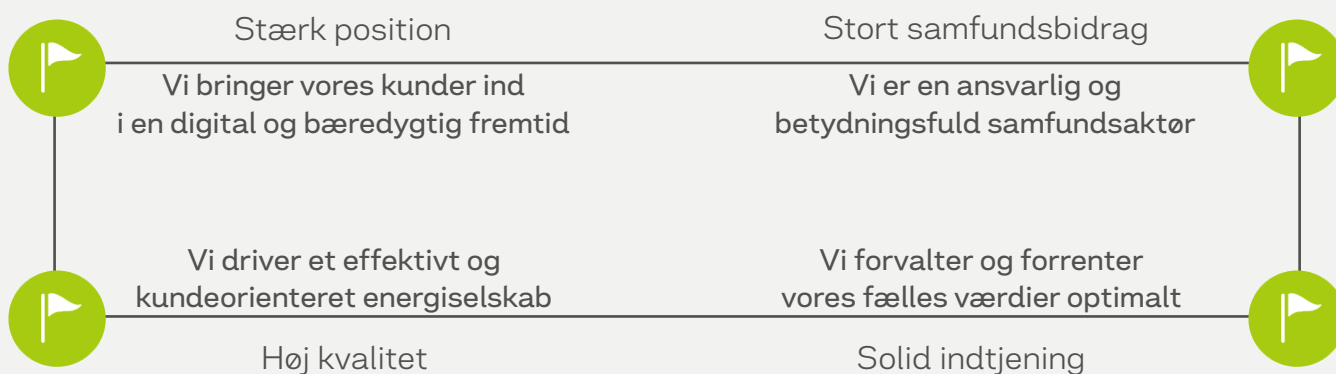 Stærk position
Vi bringer vores kunder ind
i en digital og bæredygtig fremtid
Stort samfundsbidrag
Vi er en ansvarlig og
betydningsfuld samfundsaktør
Vi driver et effektivt og
kundeorienteret energiselskab
Høj kvalitet
Vi forvalter og forrenter
vores fælles værdier optimalt
Solid indtjening